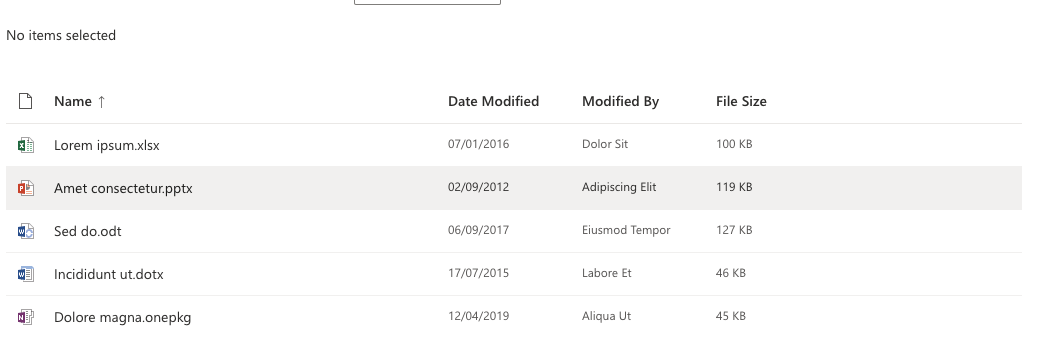 No items selected
Name ↑ Date Modified Modified By File Size
Lorem ipsum.xlsx 07/01/2016 Dolor Sit 100 KB
Amet consectetur.pptx 02/09/2012 Adipiscing Elit 119 KB
Sed do.odt 06/09/2017 Eiusmod Tempor 127 KB
Incididunt ut.dotx 17/07/2015 Labore Et 46 KB
Dolore magna.onepkg 12/04/2019 Aliqua Ut 45 KB